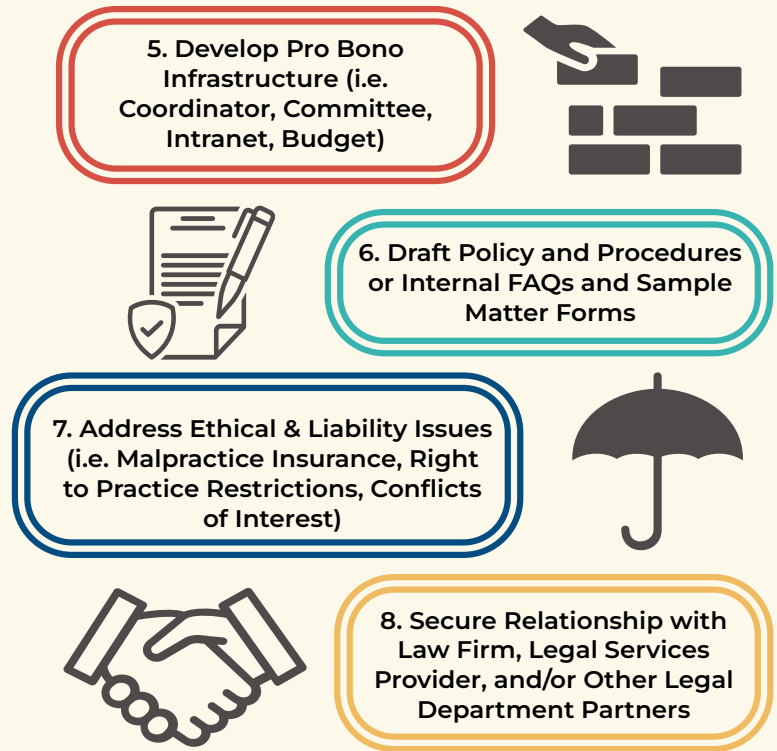 5. Develop Pro Bono
Infrastructure (i.e.
Coordinator, Committee,
Intranet, Budget)
6. Draft Policy and Procedures
or Internal FAQs and Sample
Matter Forms
7. Address Ethical & Liability Issues
(i.e. Malpractice Insurance, Right
to Practice Restrictions, Conflicts
of Interest)
8. Secure Relationship with
Law Firm, Legal Services
Provider, and/or Other Legal
Department Partners